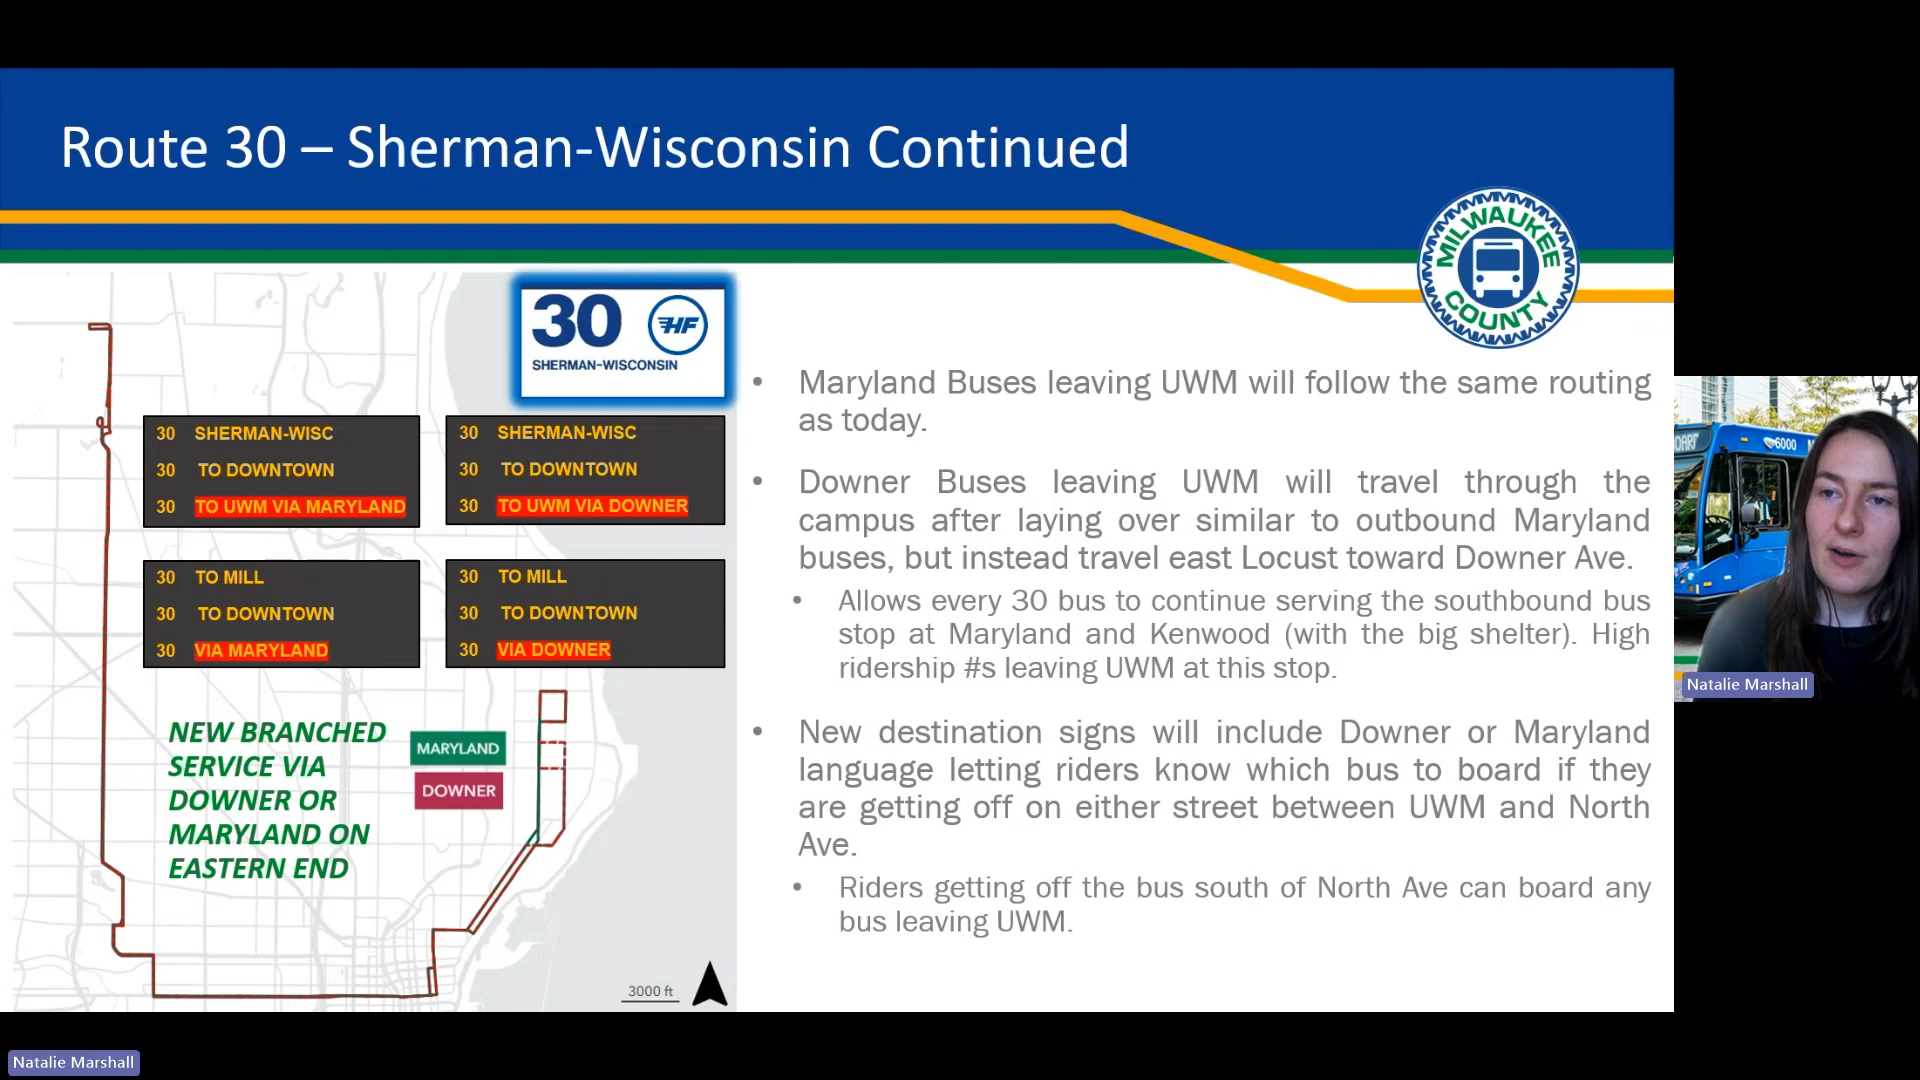 Route 30 – Sherman-Wisconsin Continued
MILWAUKEE
COUNTY
30 HF
SHERMAN-WISCONSIN
30 SHERMAN-WISC
30 TO DOWNTOWN
30 TO UWM VIA MARYLAND
30 SHERMAN-WISC
30 TO DOWNTOWN
30 TO UWM VIA DOWNER
30 TO MILL
30 TO DOWNTOWN
30 VIA MARYLAND
30 TO MILL
30 TO DOWNTOWN
30 VIA DOWNER
NEW BRANCHED
SERVICE VIA
DOWNER OR
MARYLAND ON
EASTERN END
MARYLAND
DOWNER
3000 ft
• Maryland Buses leaving UWM will follow the same routing
as today.
• Downer Buses leaving UWM will travel through the
campus after laying over similar to outbound Maryland
buses, but instead travel east Locust toward Downer Ave.
• Allows every 30 bus to continue serving the southbound bus
stop at Maryland and Kenwood (with the big shelter). High
ridership #s leaving UWM at this stop.
• New destination signs will include Downer or Maryland
language letting riders know which bus to board if they
are getting off on either street between UWM and North
Ave.
• Riders getting off the bus south of North Ave can board any
bus leaving UWM.
6000
Natalie Marshall
Natalie Marshall